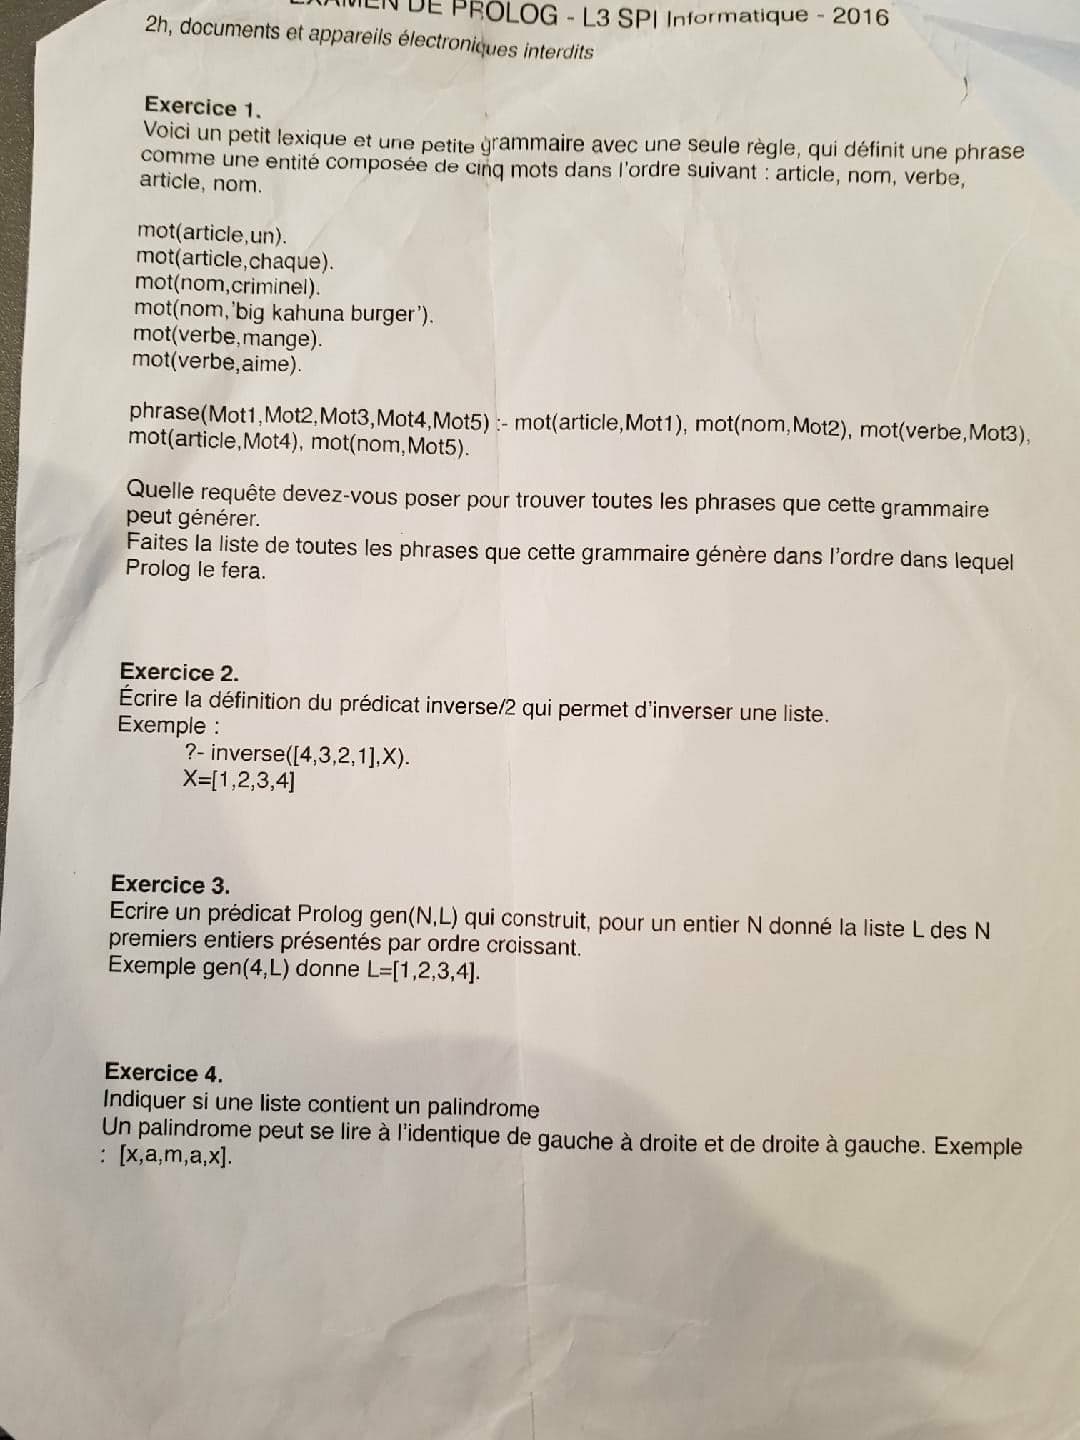 EXAMEN DE PROLOG - L3 SPI Informatique - 2016
2h, documents et appareils électroniques interdits
Exercice 1.
Voici un petit lexique et une petite grammaire avec une seule règle, qui définit une phrase
comme une entité composée de cinq mots dans l'ordre suivant : article, nom, verbe,
article, nom.
mot(article,un).
mot(article,chaque).
mot(nom,criminel).
mot(nom,'big kahuna burger').
mot(verbe,mange).
mot(verbe,aime).
phrase(Mot1,Mot2,Mot3,Mot4,Mot5) :- mot(article,Mot1), mot(nom,Mot2), mot(verbe,Mot3),
mot(article,Mot4), mot(nom,Mot5).
Quelle requête devez-vous poser pour trouver toutes les phrases que cette grammaire
peut générer.
Faites la liste de toutes les phrases que cette grammaire génère dans l'ordre dans lequel
Prolog le fera.
Exercice 2.
Écrire la définition du prédicat inverse/2 qui permet d'inverser une liste.
Exemple :
?- inverse([4,3,2,1],X).
X=[1,2,3,4]
Exercice 3.
Ecrire un prédicat Prolog gen(N,L) qui construit, pour un entier N donné la liste L des N
premiers entiers présentés par ordre croissant.
Exemple gen(4,L) donne L=[1,2,3,4].
Exercice 4.
Indiquer si une liste contient un palindrome
Un palindrome peut se lire à l'identique de gauche à droite et de droite à gauche. Exemple
: [x,a,m,a,x].